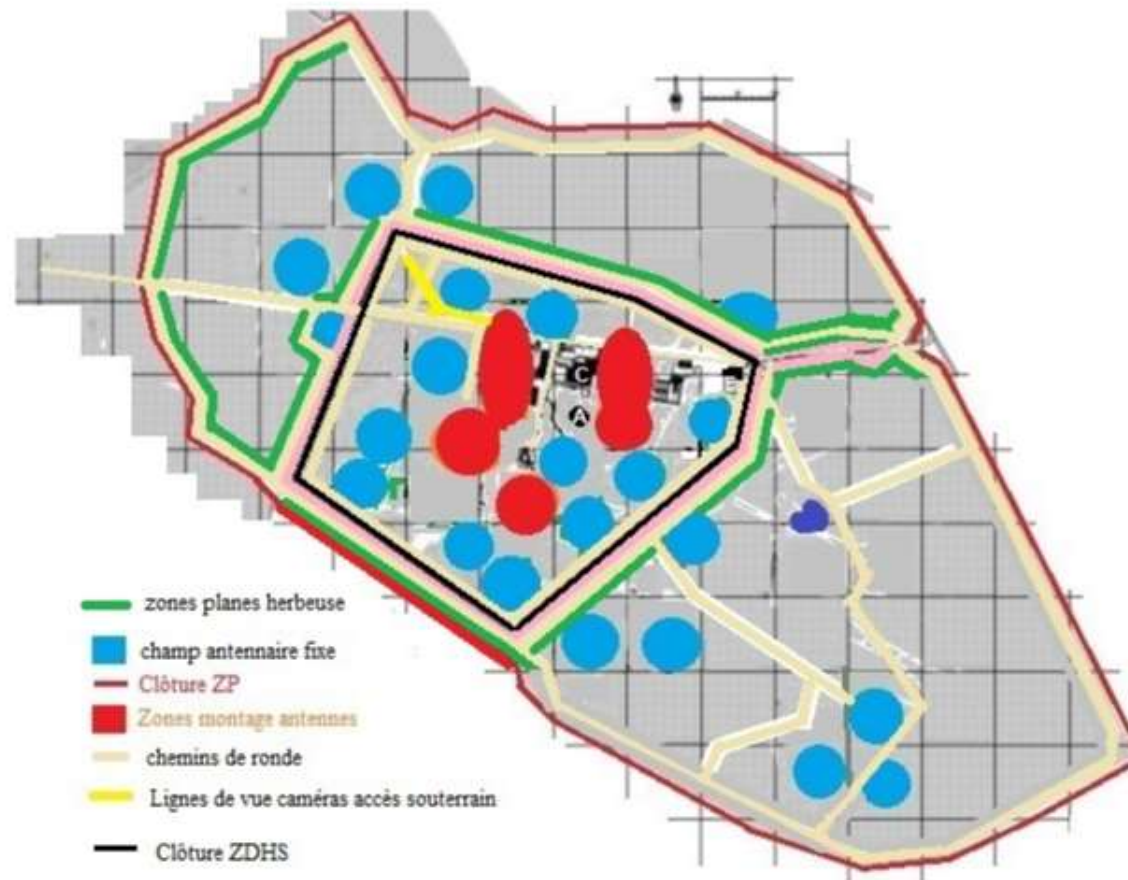 C
A
zones planes herbeuse
champ antennaire fixe
Clôture ZP
Zones montage antennes
chemins de ronde
Lignes de vue caméras accès souterrain
Clôture ZDHS